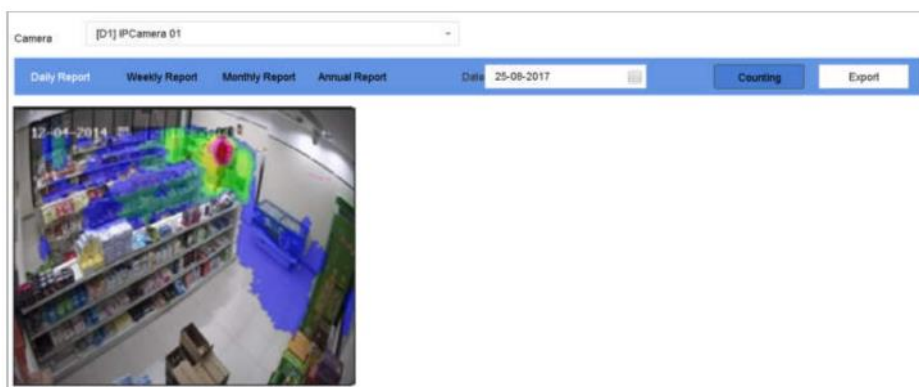 Camera [D1] IPCamera 01
Daily Report Weekly Report Monthly Report Annual Report Date 25-08-2017 Counting Export
12-04-2014